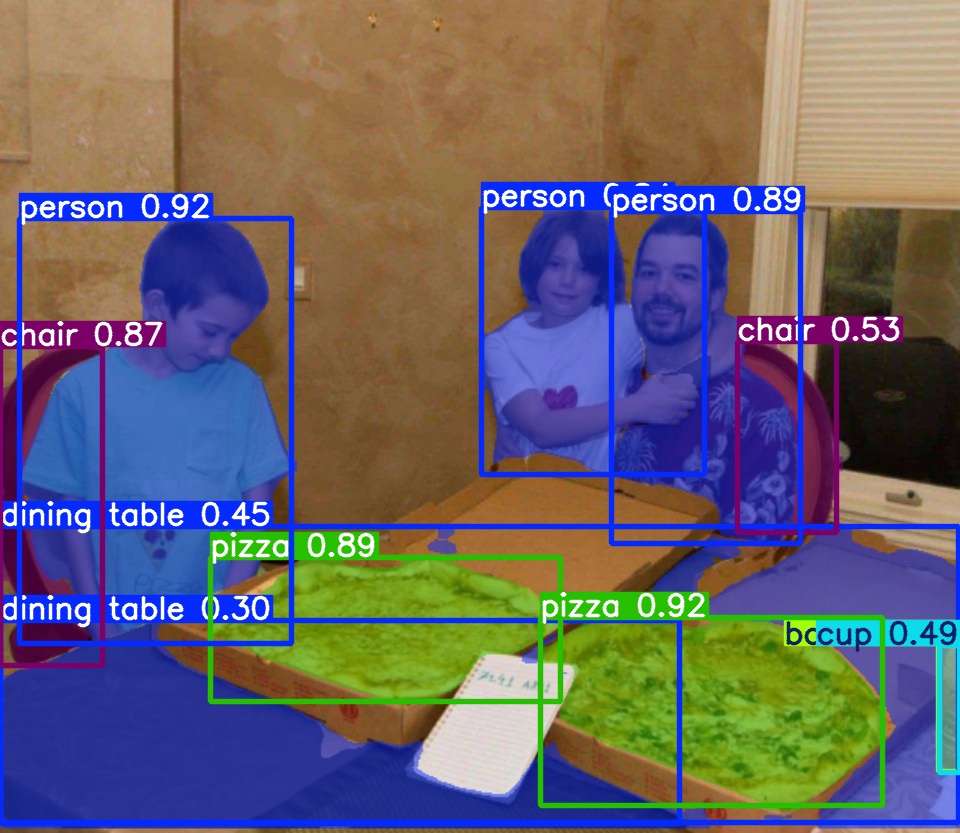 person 0.92
person
person 0.89
chair 0.87
chair 0.53
dining table 0.45
pizza 0.89
dining table 0.30
pizza 0.92
cup 0.49